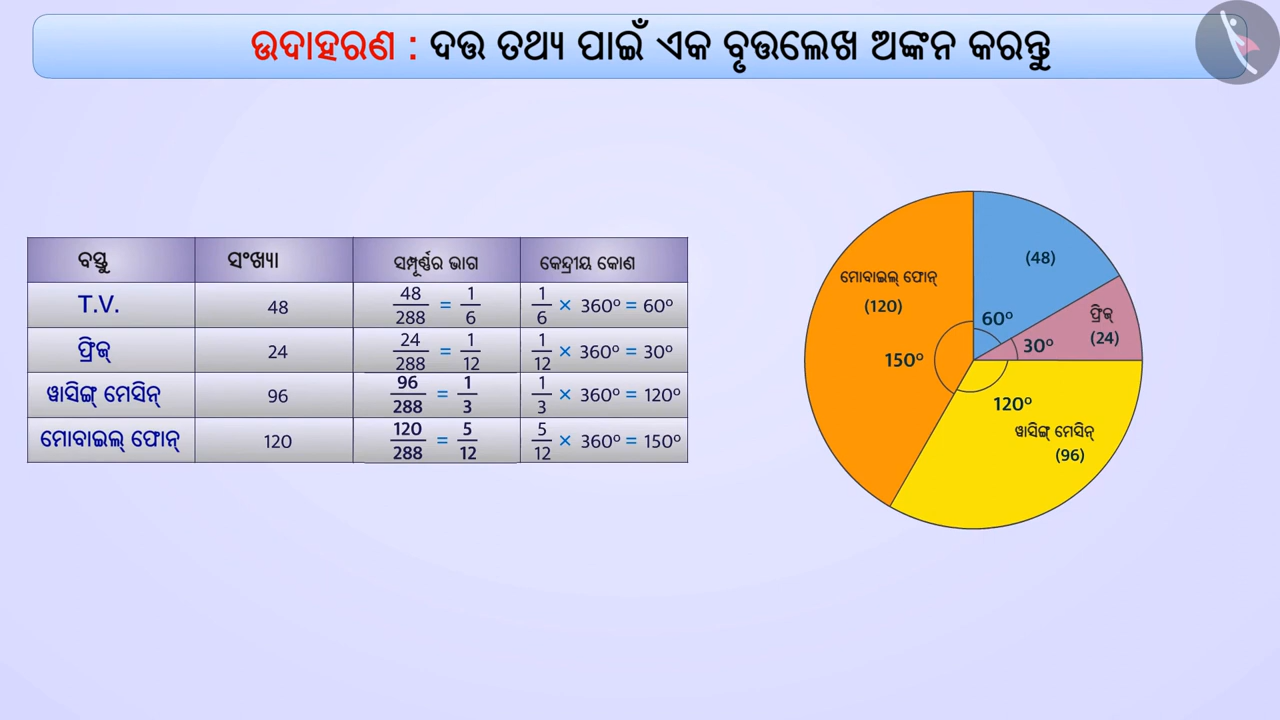 ଉଦାହରଣ : ଦତ୍ତ ତଥ୍ୟ ପାଇଁ ଏକ ବୃତ୍ତଲେଖ ଅଙ୍କନ କରନ୍ତୁ
ବସ୍ତୁ ସଂଖ୍ୟା ସମ୍ପୂର୍ଣ୍ଣର ଭାଗ କେନ୍ଦ୍ରୀୟ କୋଣ
T.V. 48 48/288 = 1/6 1/6 × 360° = 60°
ଫ୍ରିଜ୍ 24 24/288 = 1/12 1/12 × 360° = 30°
ୱାସିଙ୍ଗ୍ ମେସିନ୍ 96 96/288 = 1/3 1/3 × 360° = 120°
ମୋବାଇଲ୍ ଫୋନ୍ 120 120/288 = 5/12 5/12 × 360° = 150°
(48)
ମୋବାଇଲ୍ ଫୋନ୍
(120)
60°
ଫ୍ରିଜ୍
(24)
30°
150°
120°
ୱାସିଙ୍ଗ୍ ମେସିନ୍
(96)